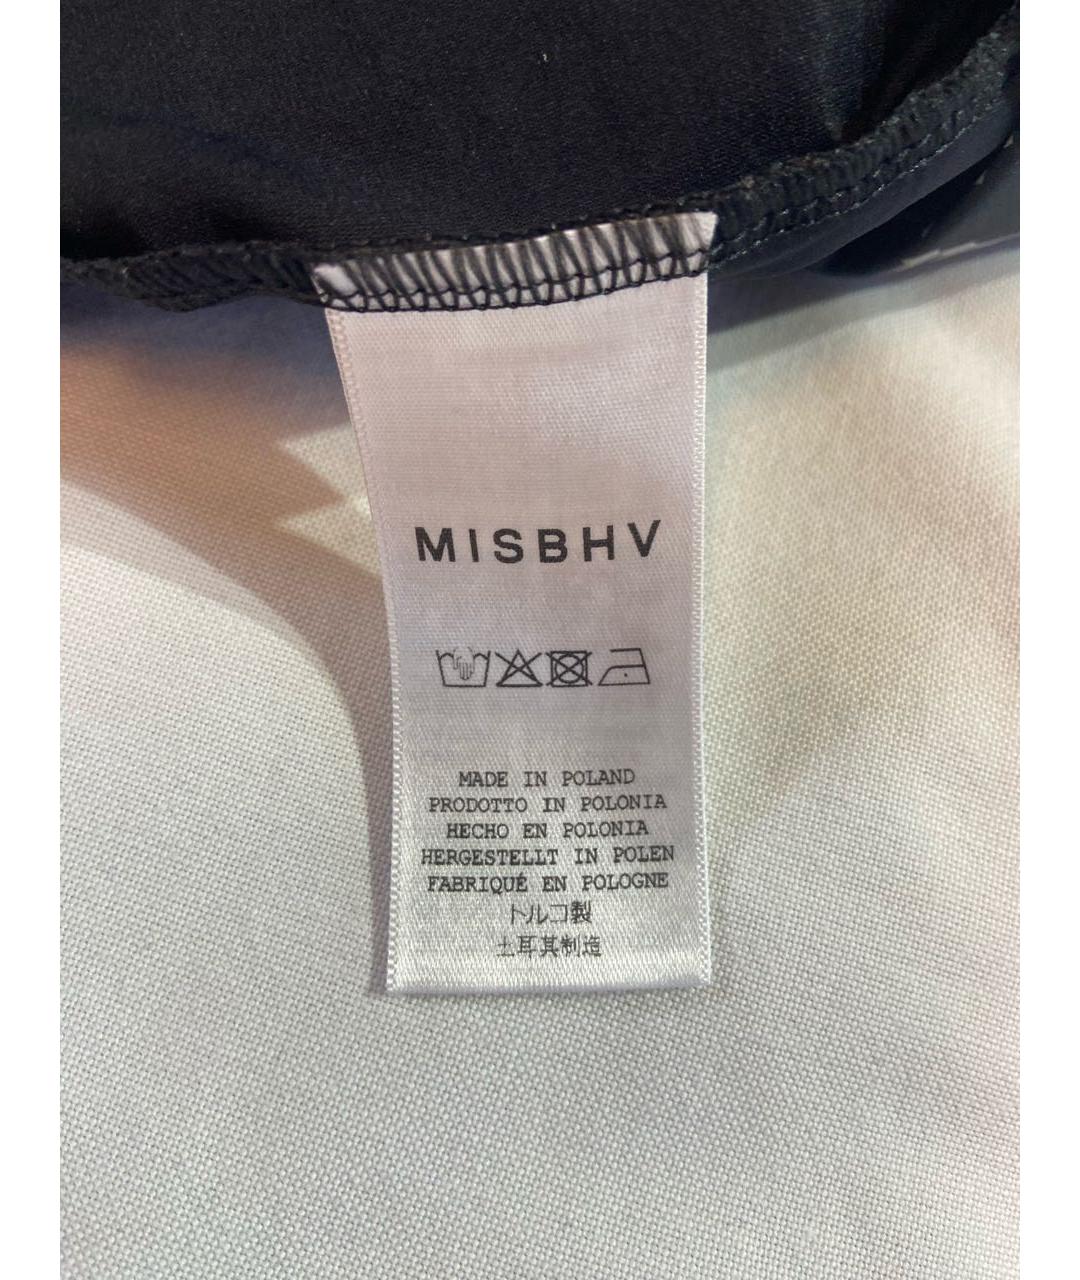 MISBHV
MADE IN POLAND
PRODOTTO IN POLONIA
HECHO EN POLONIA
HERGESTELLT IN POLEN
FABRIQUÉ EN POLOGNE
トルコ製
土耳其制造